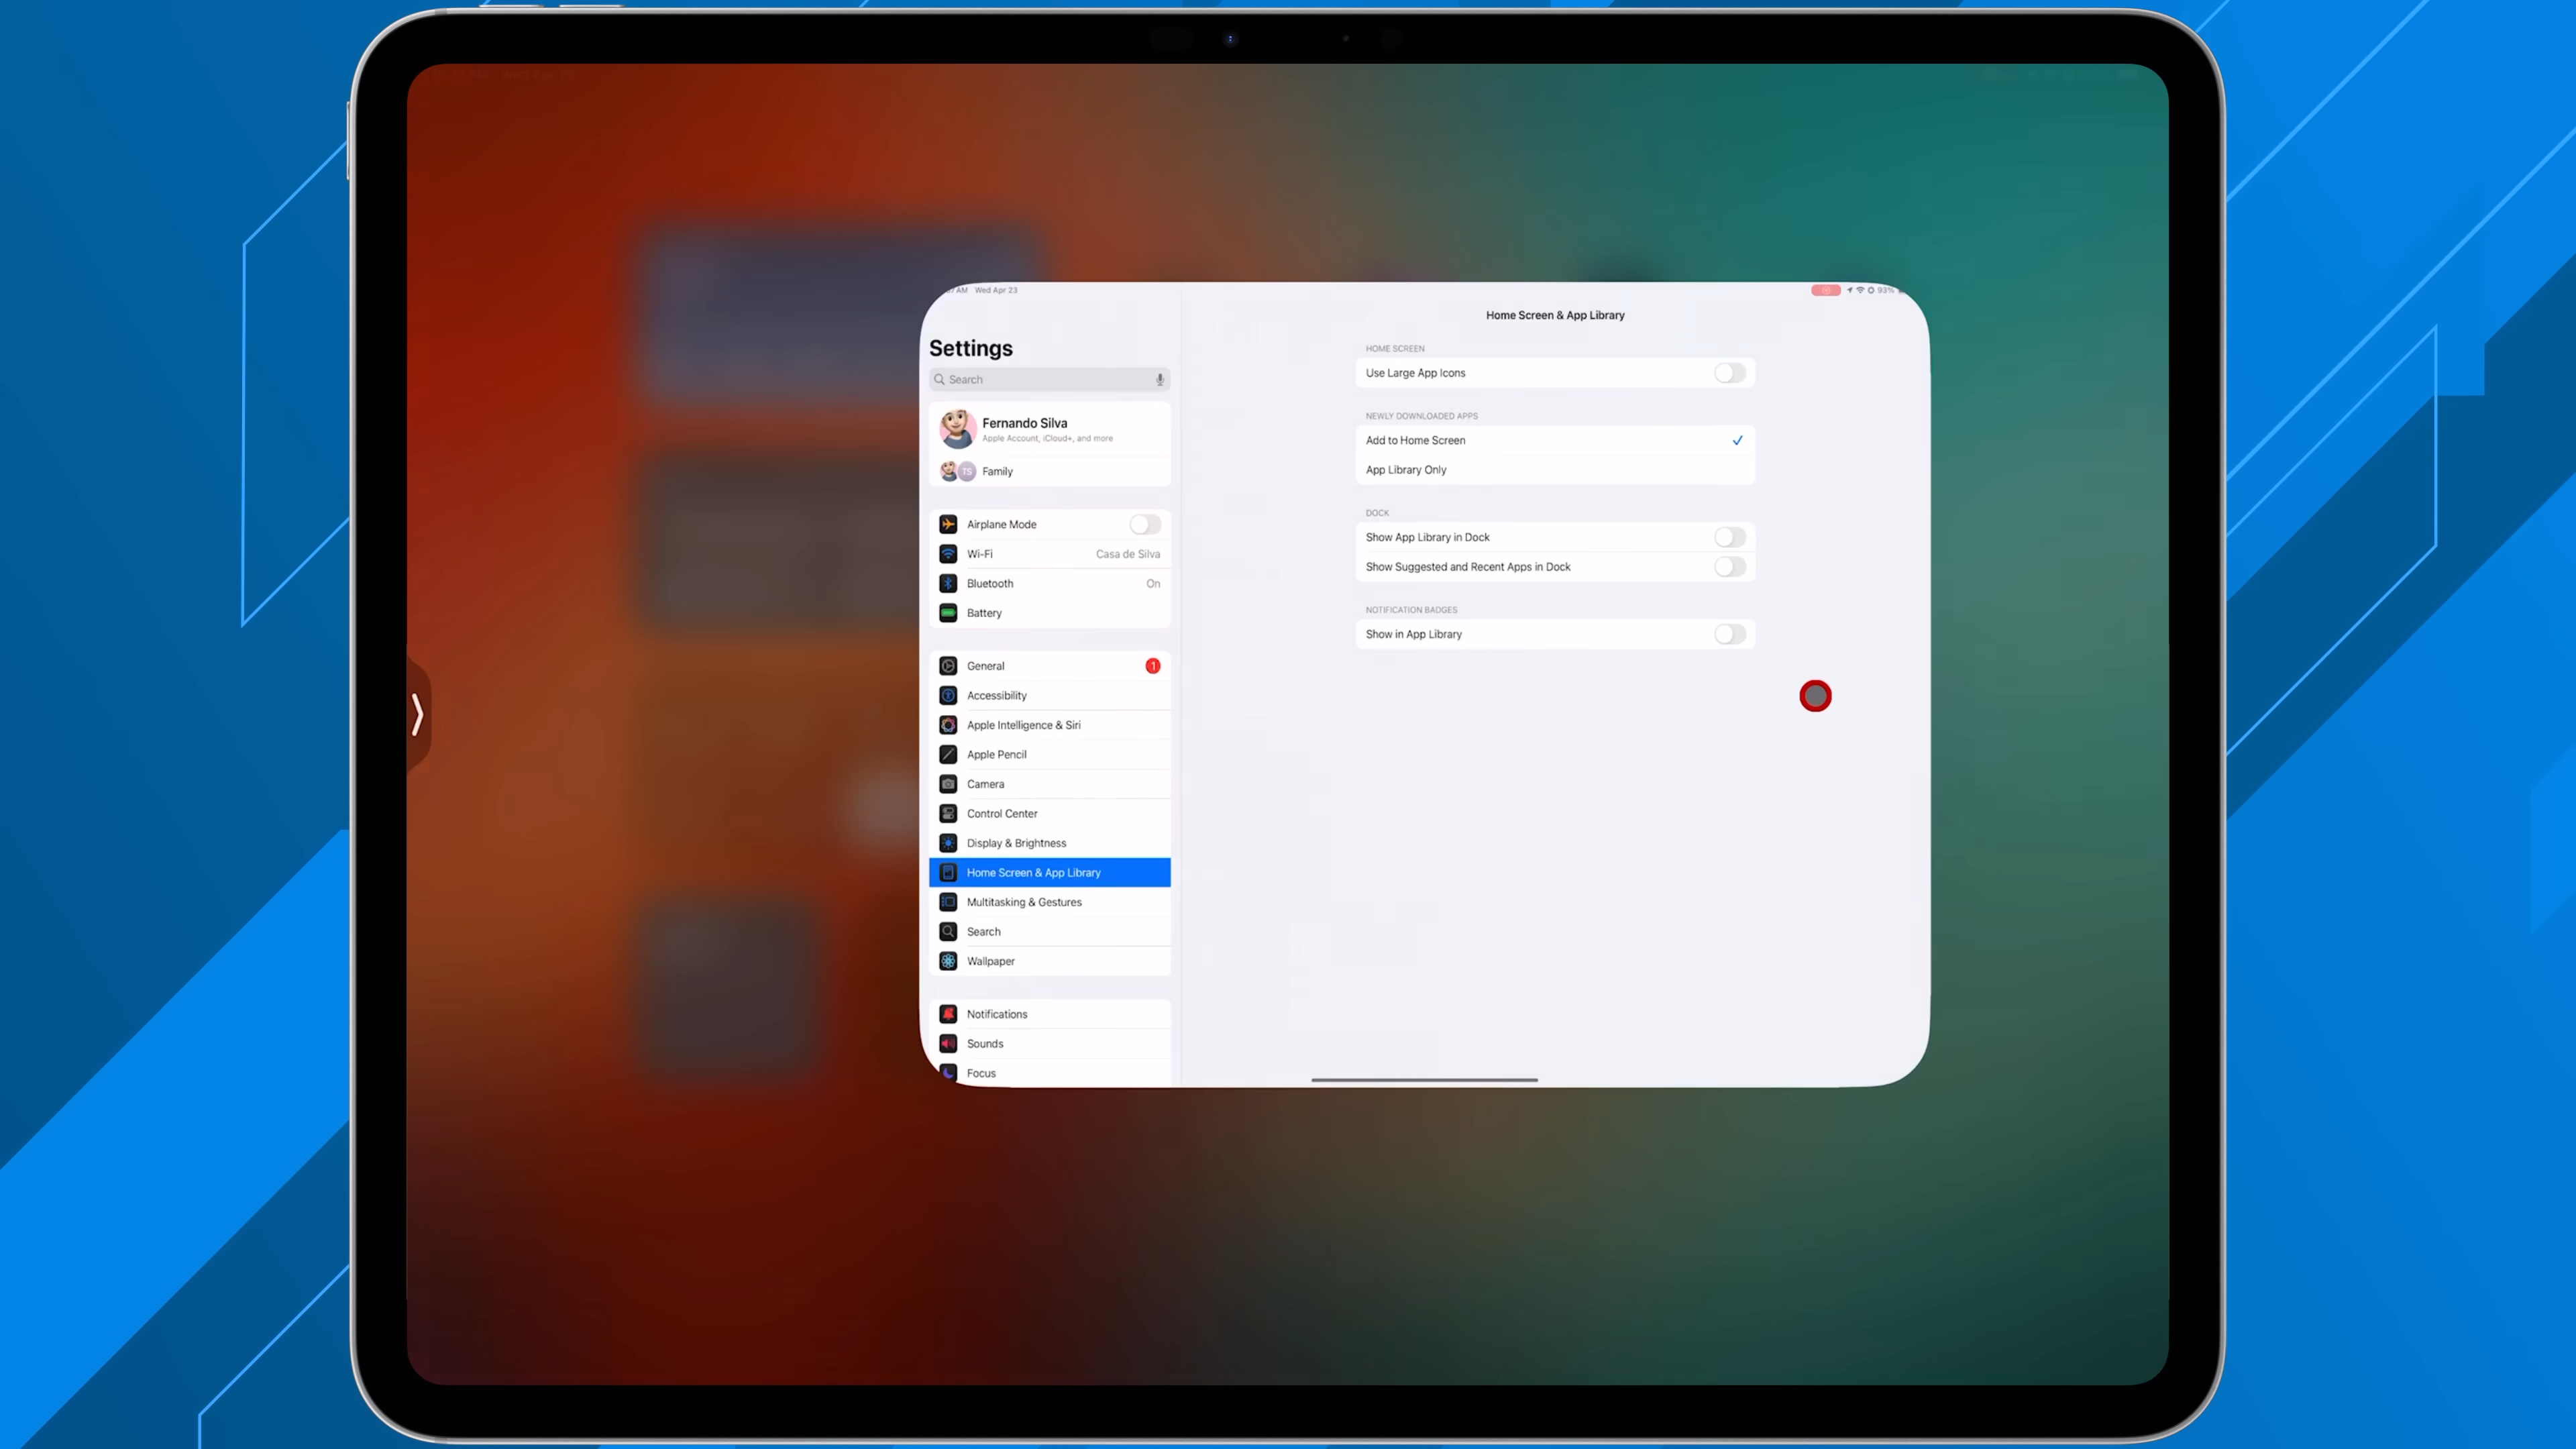 AM Wed Apr 23
93%
Settings
Search
Fernando Silva
Apple Account, iCloud+, and more
TS
Family
Airplane Mode
Wi-Fi Casa de Silva
Bluetooth On
Battery
General 1
Accessibility
Apple Intelligence & Siri
Apple Pencil
Camera
Control Center
Display & Brightness
Home Screen & App Library
Multitasking & Gestures
Search
Wallpaper
Notifications
Sounds
Focus
Home Screen & App Library
HOME SCREEN
Use Large App Icons
NEWLY DOWNLOADED APPS
Add to Home Screen
App Library Only
DOCK
Show App Library in Dock
Show Suggested and Recent Apps in Dock
NOTIFICATION BADGES
Show in App Library